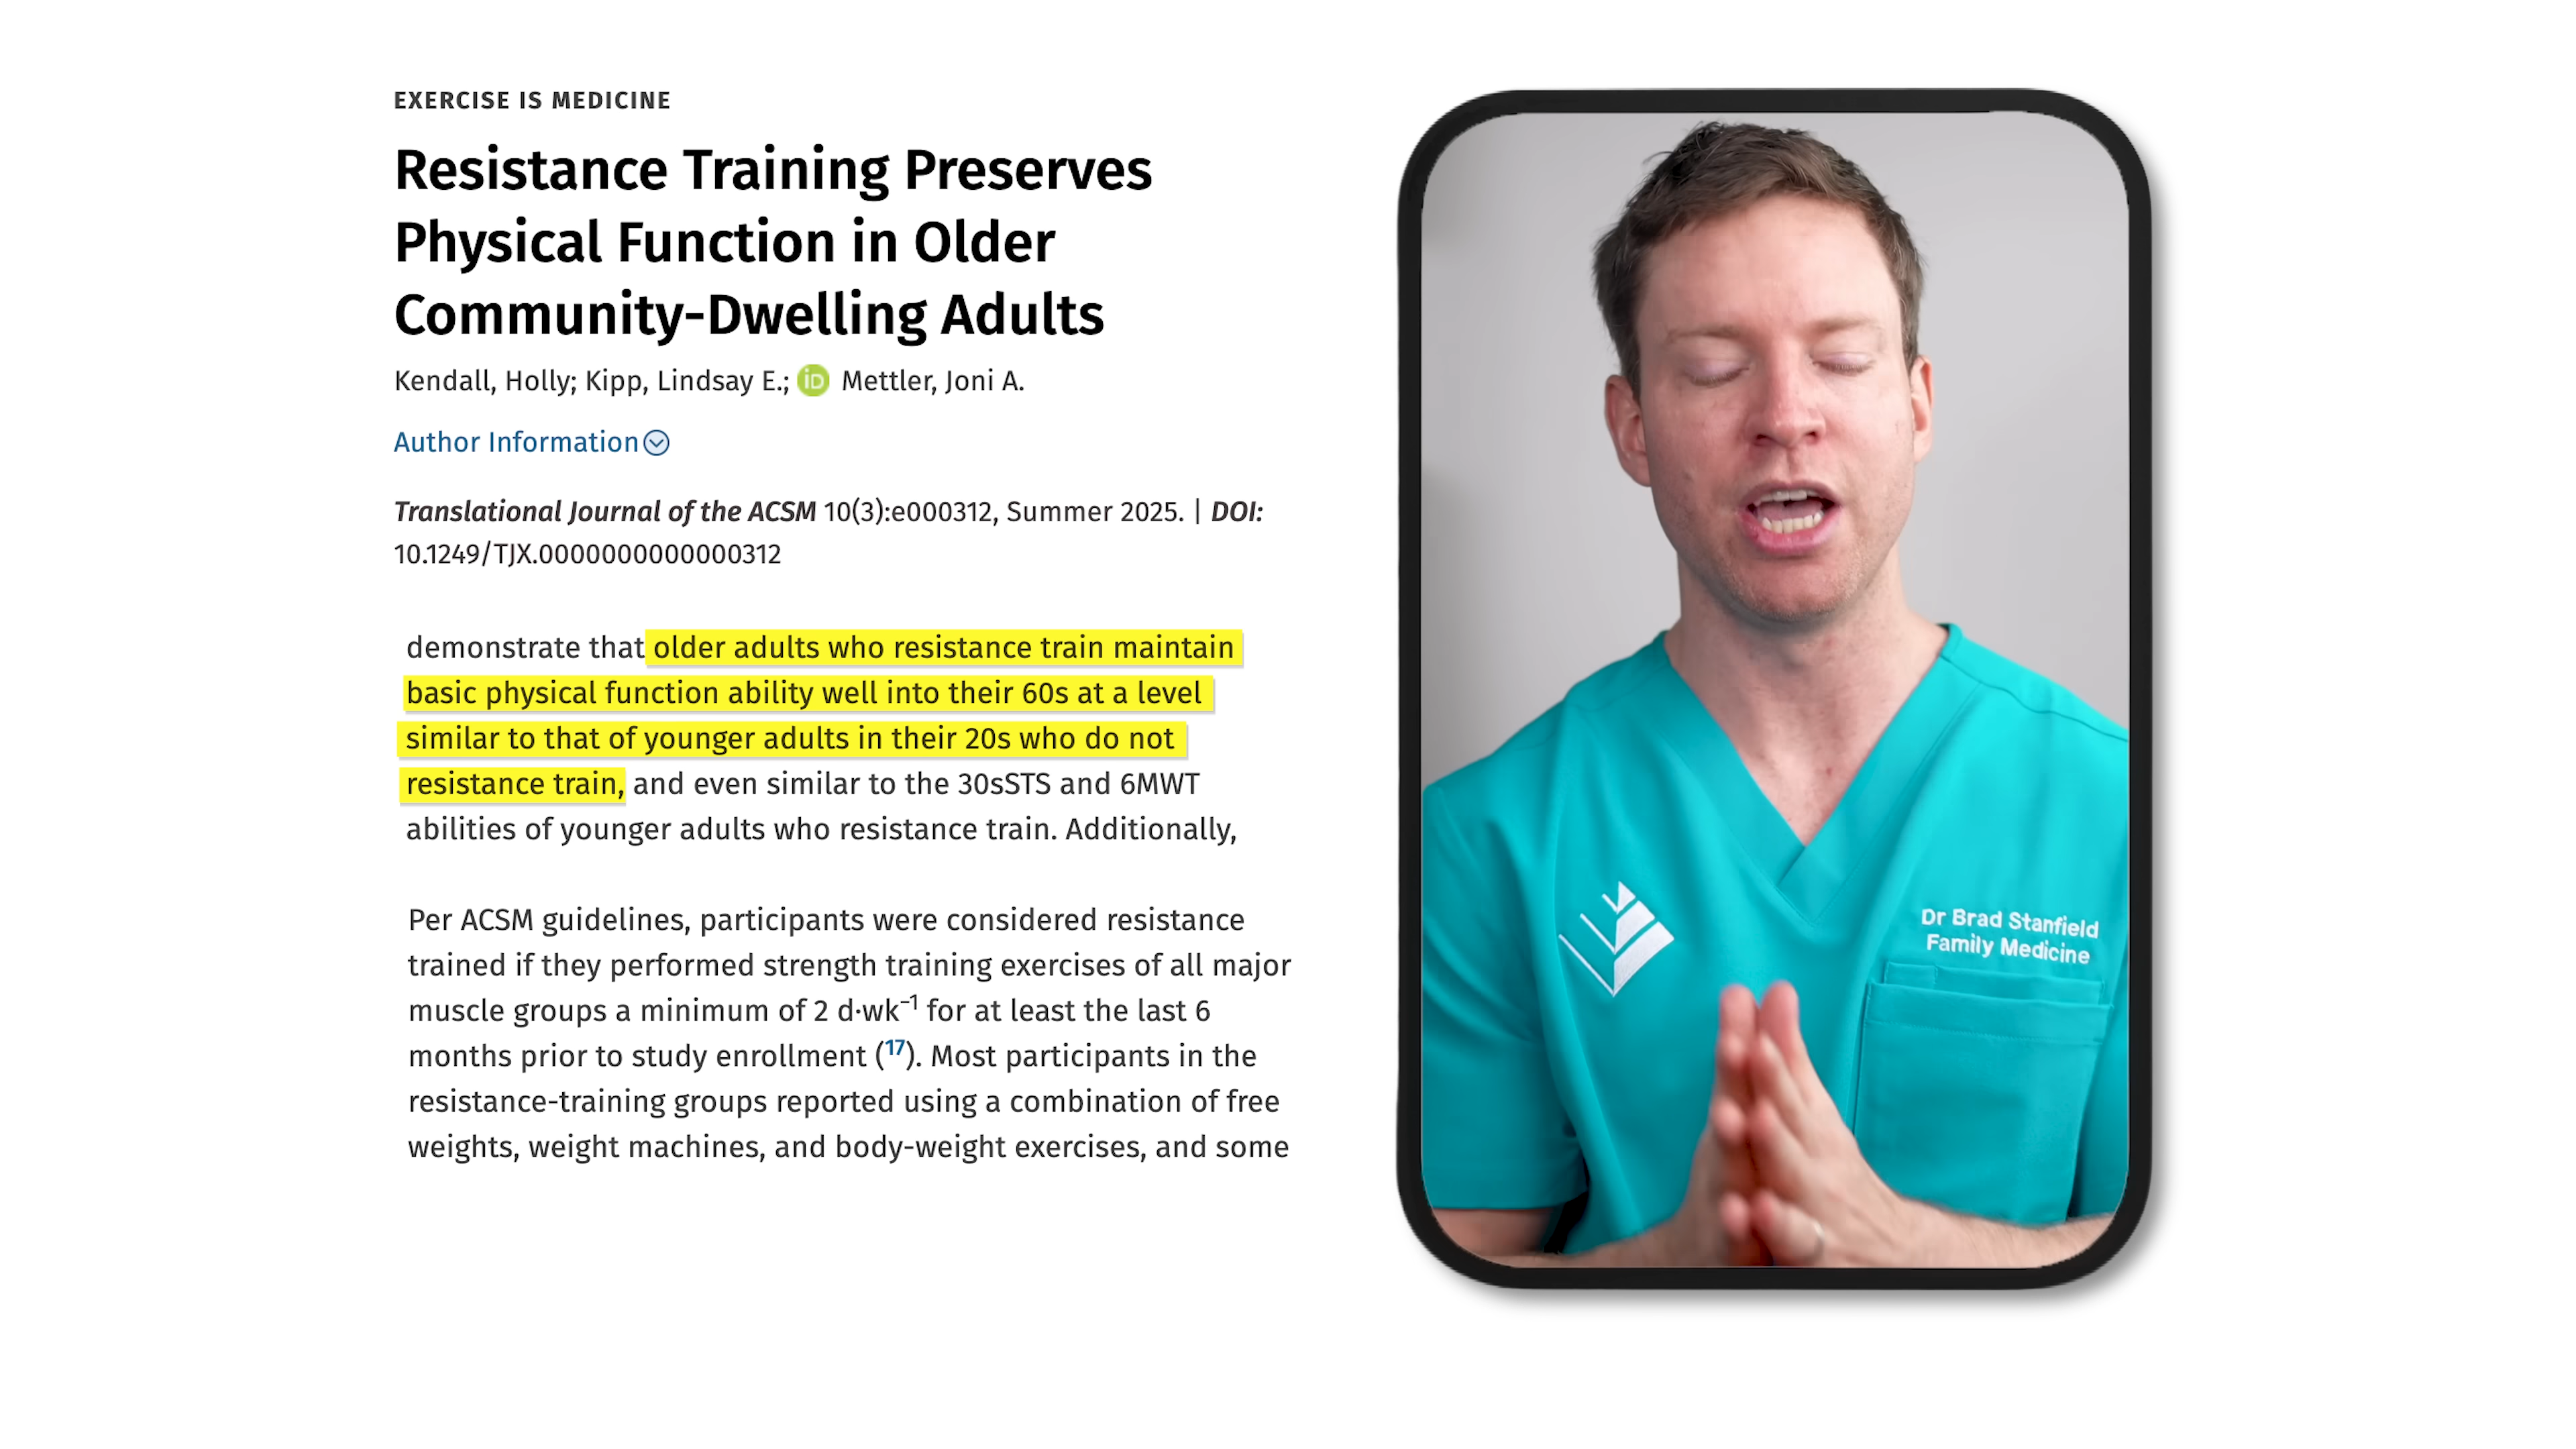 EXERCISE IS MEDICINE
Resistance Training Preserves
Physical Function in Older
Community-Dwelling Adults
Kendall, Holly; Kipp, Lindsay E.; iD Mettler, Joni A.
Author Information
Translational Journal of the ACSM 10(3):e000312, Summer 2025. | DOI:
10.1249/TJX.0000000000000312
demonstrate that older adults who resistance train maintain
basic physical function ability well into their 60s at a level
similar to that of younger adults in their 20s who do not
resistance train, and even similar to the 30sSTS and 6MWT
abilities of younger adults who resistance train. Additionally,
Per ACSM guidelines, participants were considered resistance
trained if they performed strength training exercises of all major
muscle groups a minimum of 2 d·wk⁻¹ for at least the last 6
months prior to study enrollment (17). Most participants in the
resistance-training groups reported using a combination of free
weights, weight machines, and body-weight exercises, and some
Dr Brad Stanfield
Family Medicine